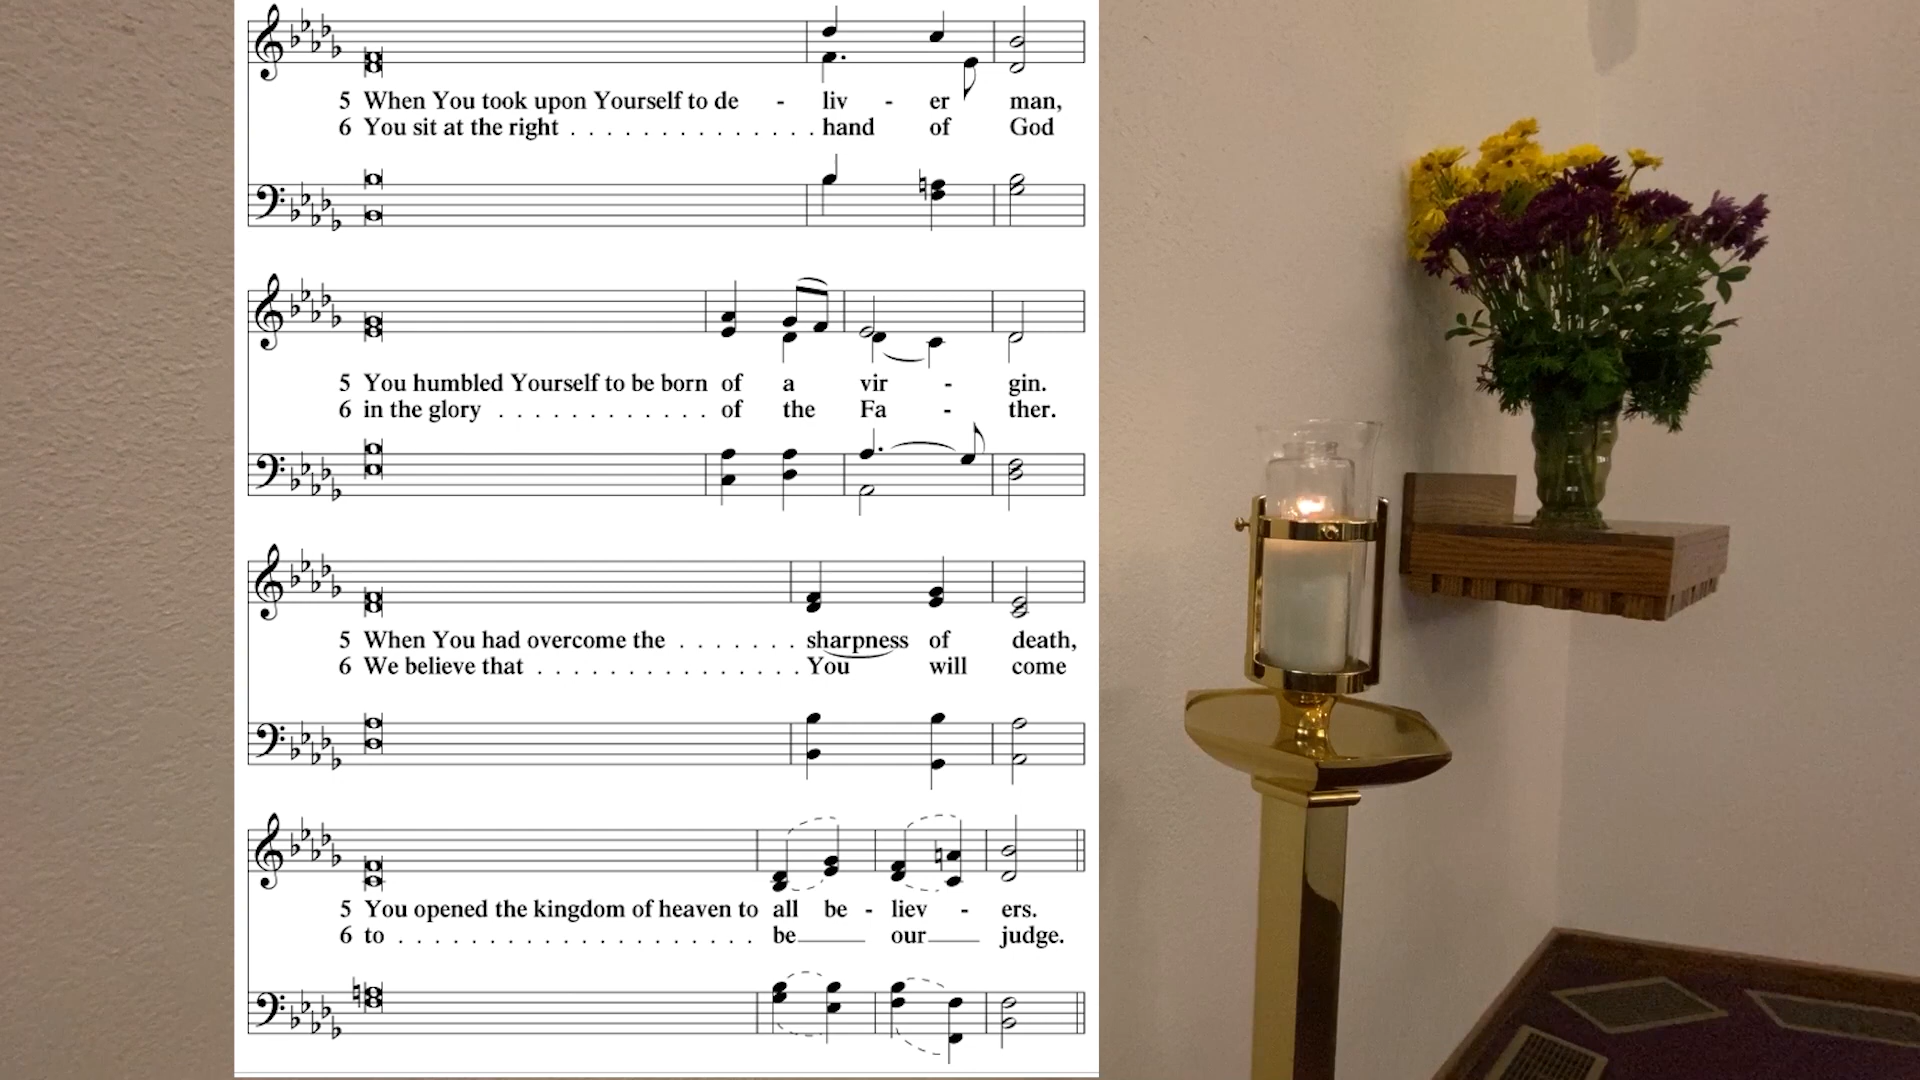 5 When You took upon Yourself to de - liv - er man,
6 You sit at the right . . . . . . . . . . . . . . hand of God
5 You humbled Yourself to be born of a vir - gin.
6 in the glory . . . . . . . . . . . . of the Fa - ther.
5 When You had overcome the . . . . . . . sharpness of death,
6 We believe that . . . . . . . . . . . . . . . You will come
5 You opened the kingdom of heaven to all be - liev - ers.
6 to . . . . . . . . . . . . . . . . . . . . be our judge.